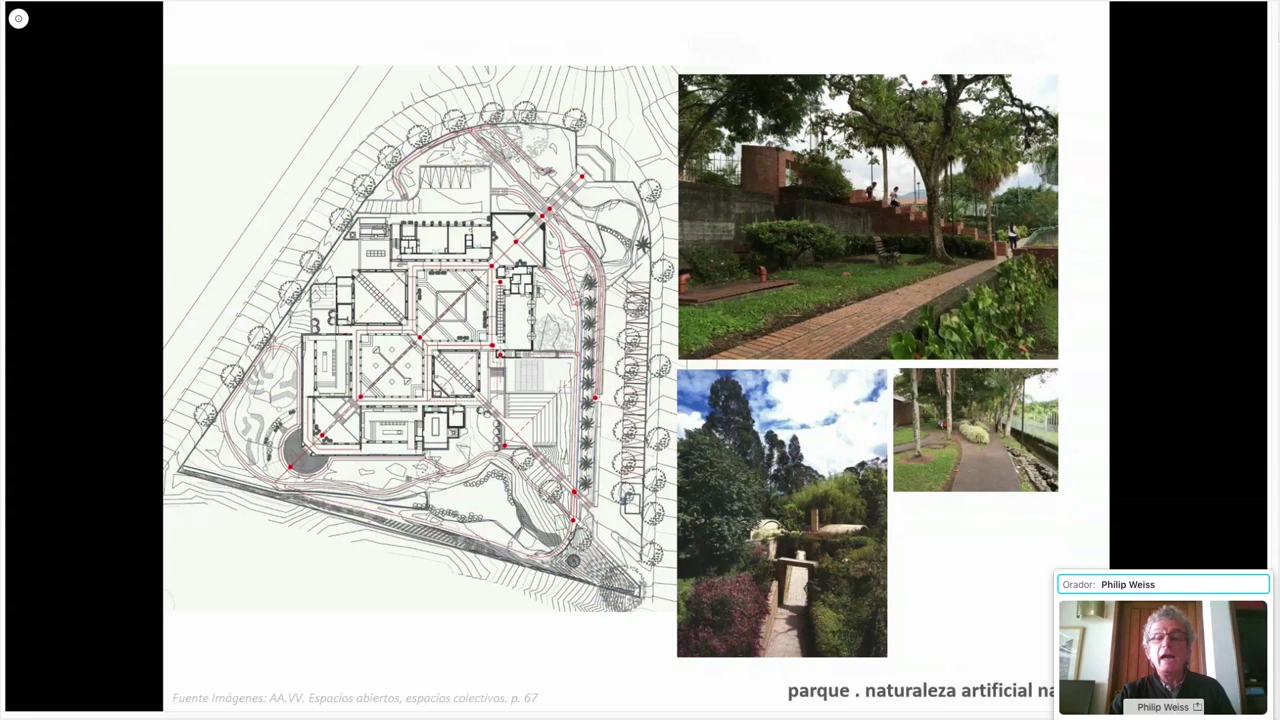 Orador: Philip Weiss
Philip Weiss
Fuente Imágenes: AA.VV. Espacios abiertos, espacios colectivos. p. 67
parque . naturaleza artificial na